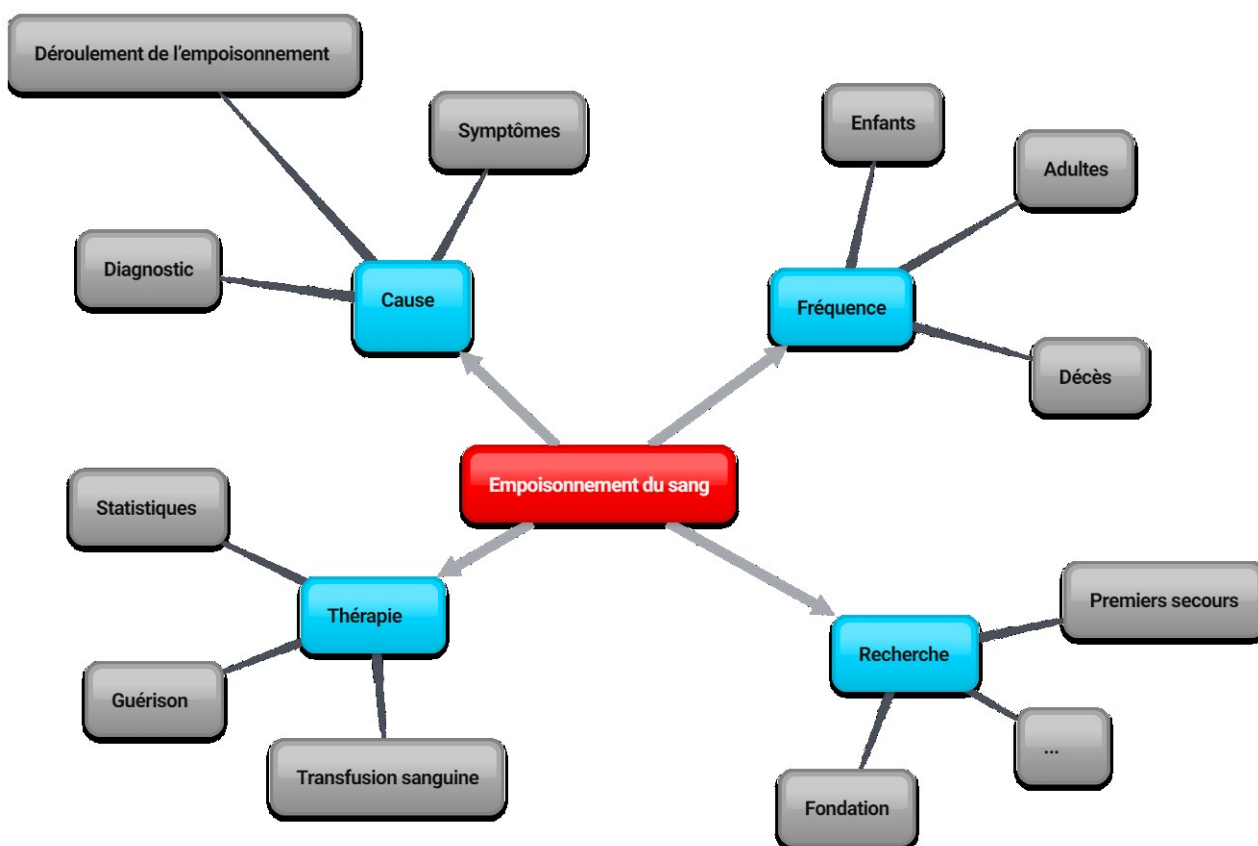 Déroulement de l'empoisonnement
Symptômes
Diagnostic
Cause
Enfants
Adultes
Fréquence
Décès
Empoisonnement du sang
Statistiques
Thérapie
Guérison
Transfusion sanguine
Premiers secours
Recherche
...
Fondation